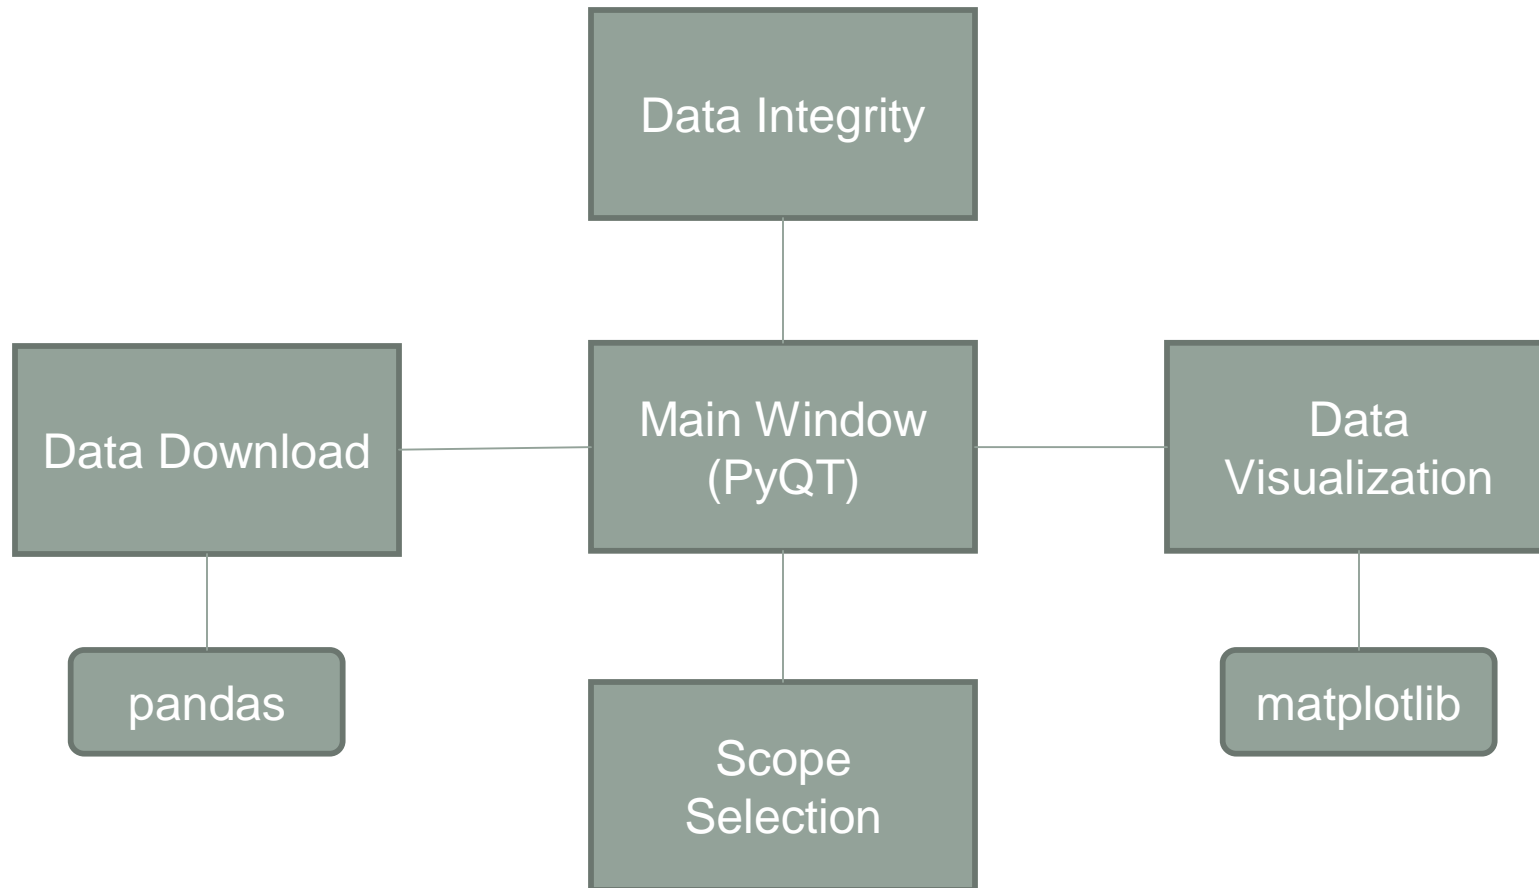 Data Integrity
Data Download
Main Window
(PyQT)
Data
Visualization
pandas
matplotlib
Scope
Selection